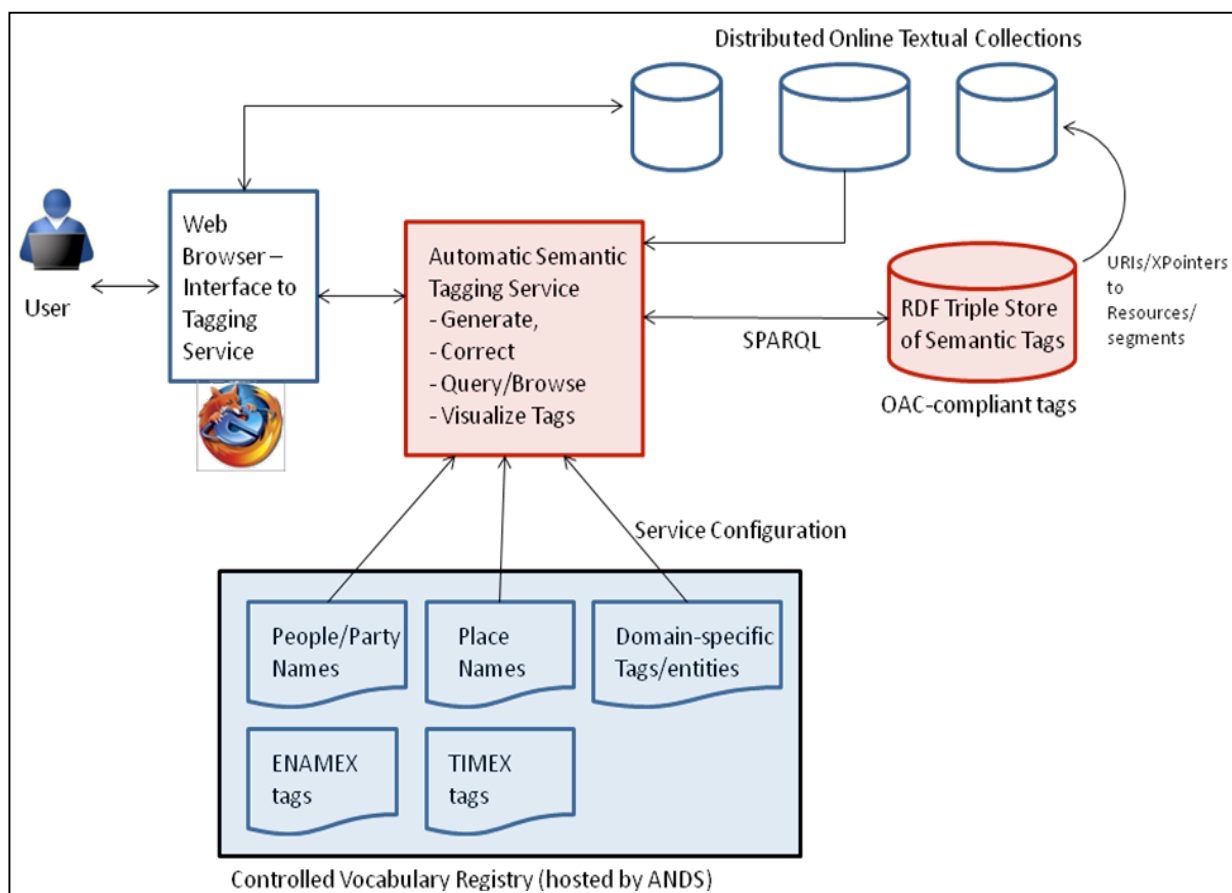 Distributed Online Textual Collections
User
Web
Browser –
Interface to
Tagging
Service
Automatic Semantic
Tagging Service
- Generate,
- Correct
- Query/Browse
- Visualize Tags
SPARQL
RDF Triple Store
of Semantic Tags
OAC-compliant tags
URIs/XPointers
to
Resources/
segments
Service Configuration
People/Party
Names
Place
Names
Domain-specific
Tags/entities
ENAMEX
tags
TIMEX
tags
Controlled Vocabulary Registry (hosted by ANDS)